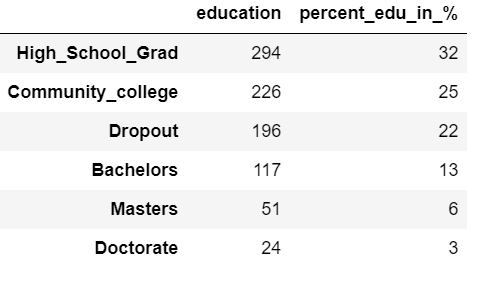 education percent_edu_in_%
High_School_Grad 294 32
Community_college 226 25
Dropout 196 22
Bachelors 117 13
Masters 51 6
Doctorate 24 3